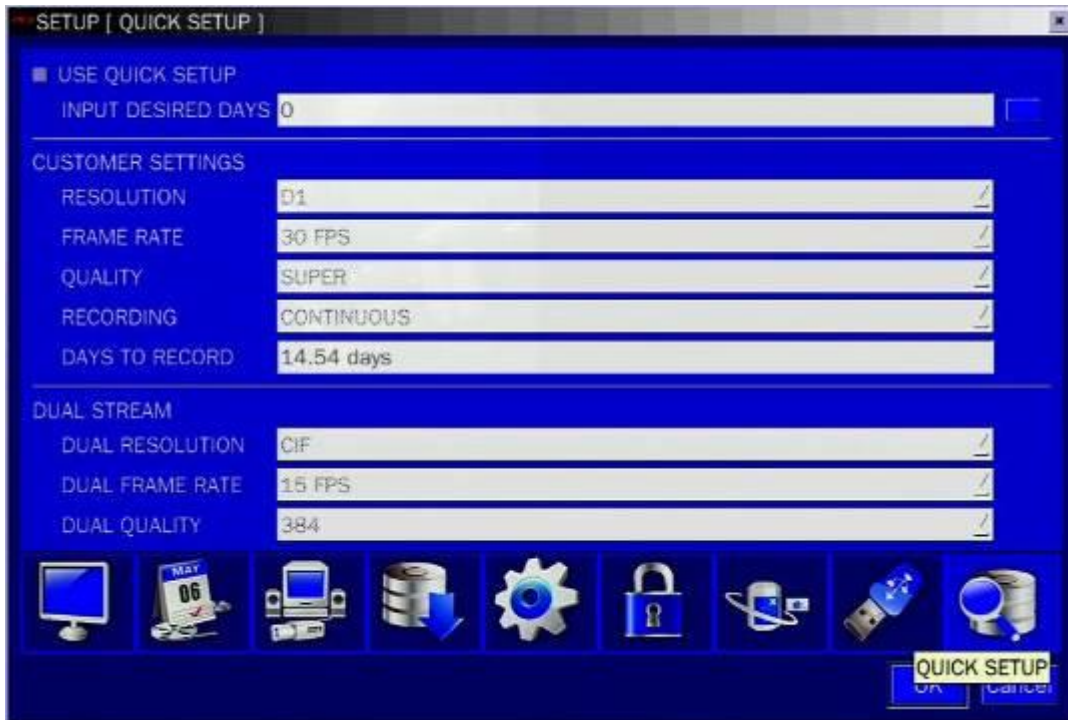 SETUP [ QUICK SETUP ]
USE QUICK SETUP
INPUT DESIRED DAYS 0
CUSTOMER SETTINGS
RESOLUTION D1
FRAME RATE 30 FPS
QUALITY SUPER
RECORDING CONTINUOUS
DAYS TO RECORD 14.54 days
DUAL STREAM
DUAL RESOLUTION CIF
DUAL FRAME RATE 15 FPS
DUAL QUALITY 384
MAY
06
QUICK SETUP
OK Cancel